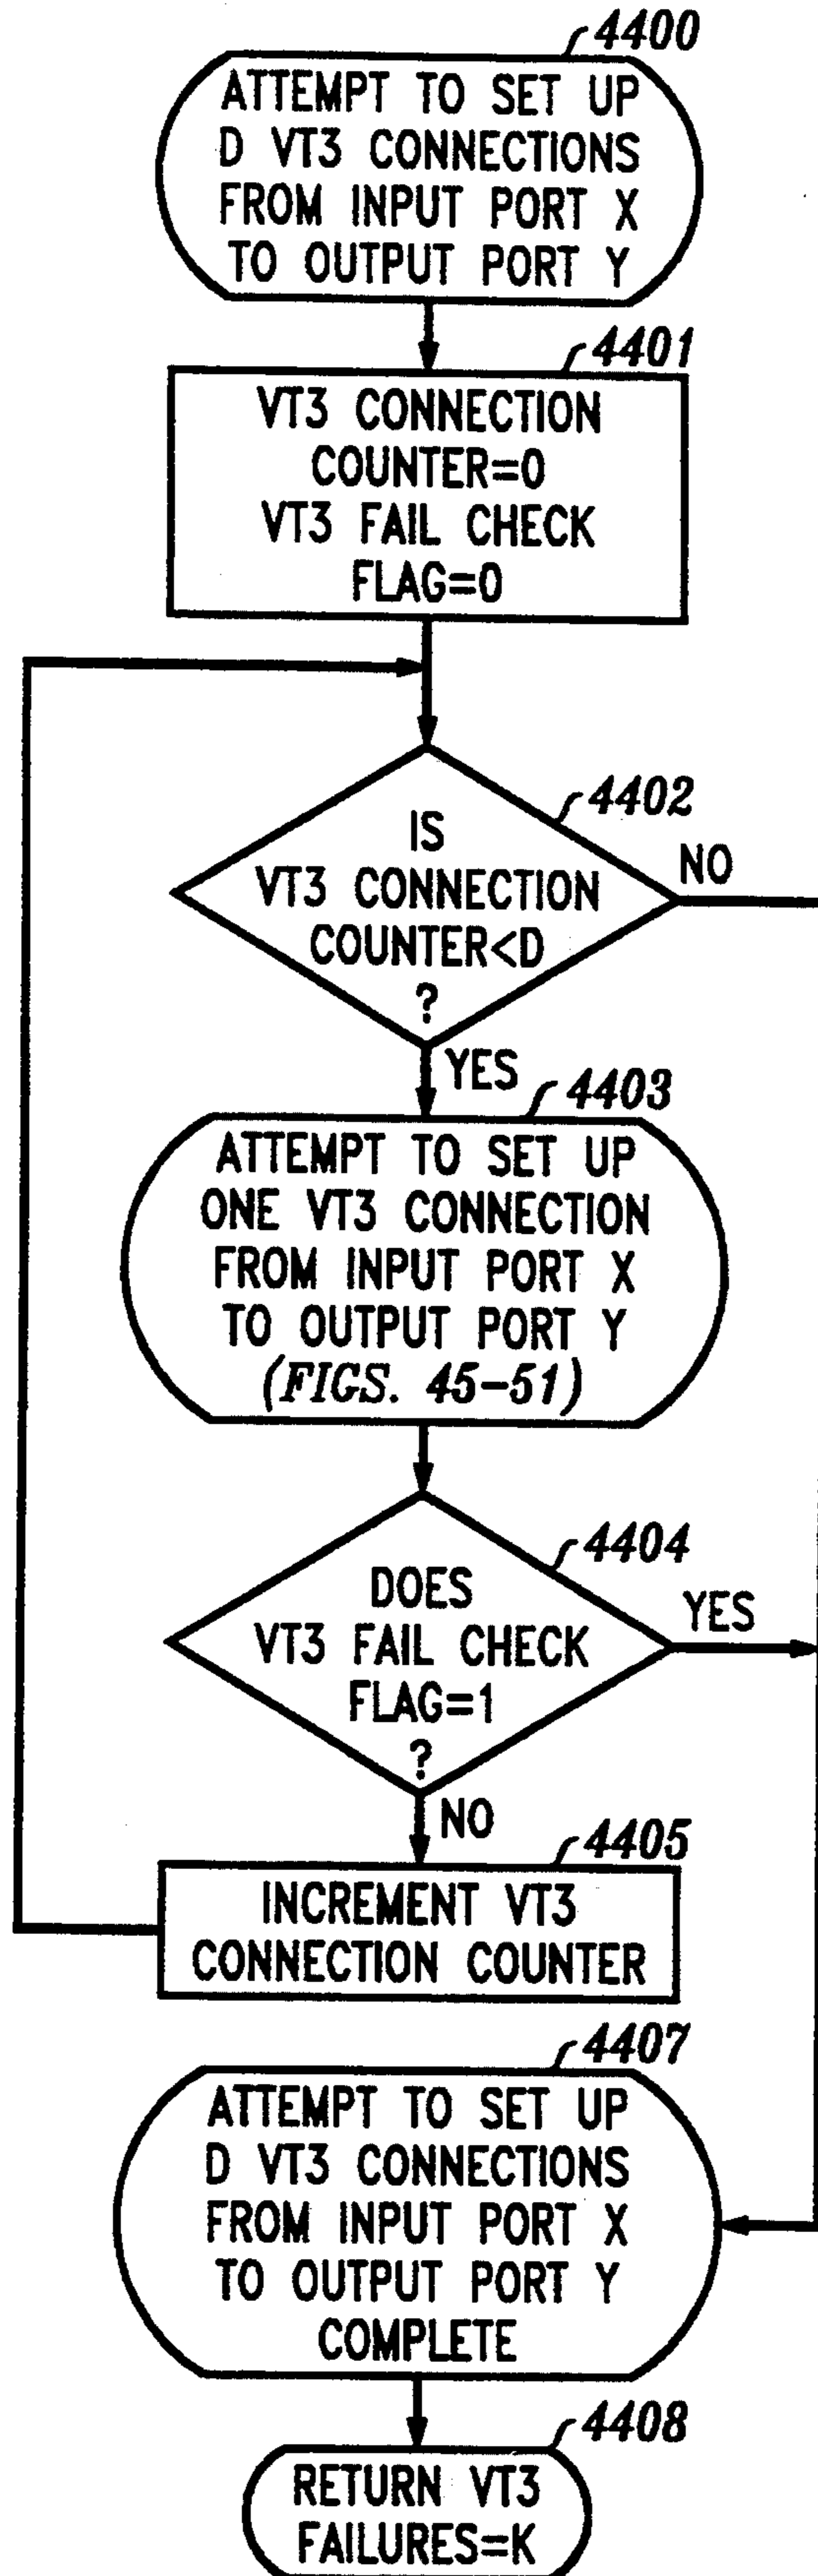 4400
ATTEMPT TO SET UP
D VT3 CONNECTIONS
FROM INPUT PORT X
TO OUTPUT PORT Y
4401
VT3 CONNECTION
COUNTER=0
VT3 FAIL CHECK
FLAG=0
4402
IS
VT3 CONNECTION
COUNTER<D
?
NO
YES
4403
ATTEMPT TO SET UP
ONE VT3 CONNECTION
FROM INPUT PORT X
TO OUTPUT PORT Y
(FIGS. 45-51)
4404
DOES
VT3 FAIL CHECK
FLAG=1
?
YES
NO
4405
INCREMENT VT3
CONNECTION COUNTER
4407
ATTEMPT TO SET UP
D VT3 CONNECTIONS
FROM INPUT PORT X
TO OUTPUT PORT Y
COMPLETE
4408
RETURN VT3
FAILURES=K